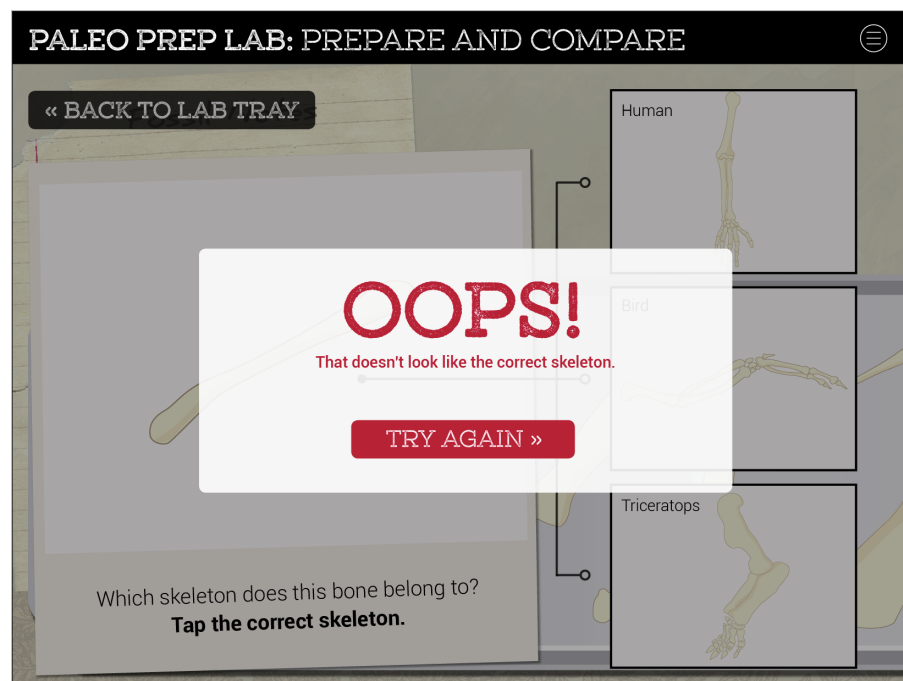 PALEO PREP LAB: PREPARE AND COMPARE
« BACK TO LAB TRAY
Human
Bird
OOPS!
That doesn't look like the correct skeleton.
TRY AGAIN »
Triceratops
Which skeleton does this bone belong to?
Tap the correct skeleton.